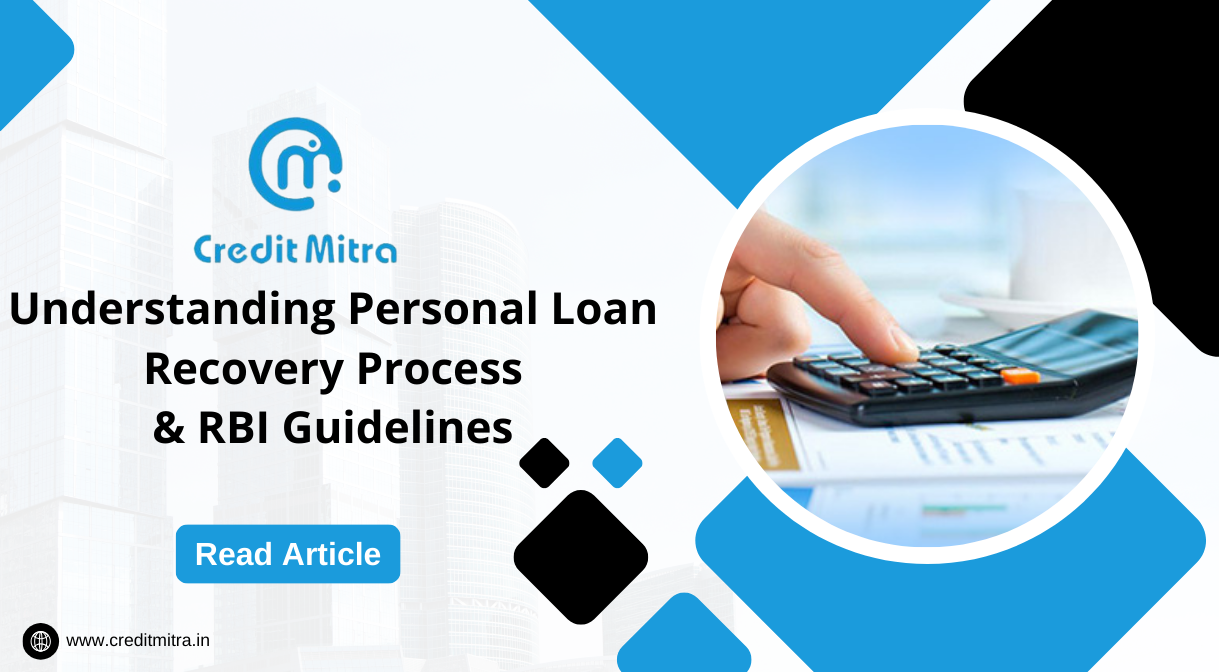 Credit Mitra
Understanding Personal Loan
Recovery Process
& RBI Guidelines
Read Article
www.creditmitra.in